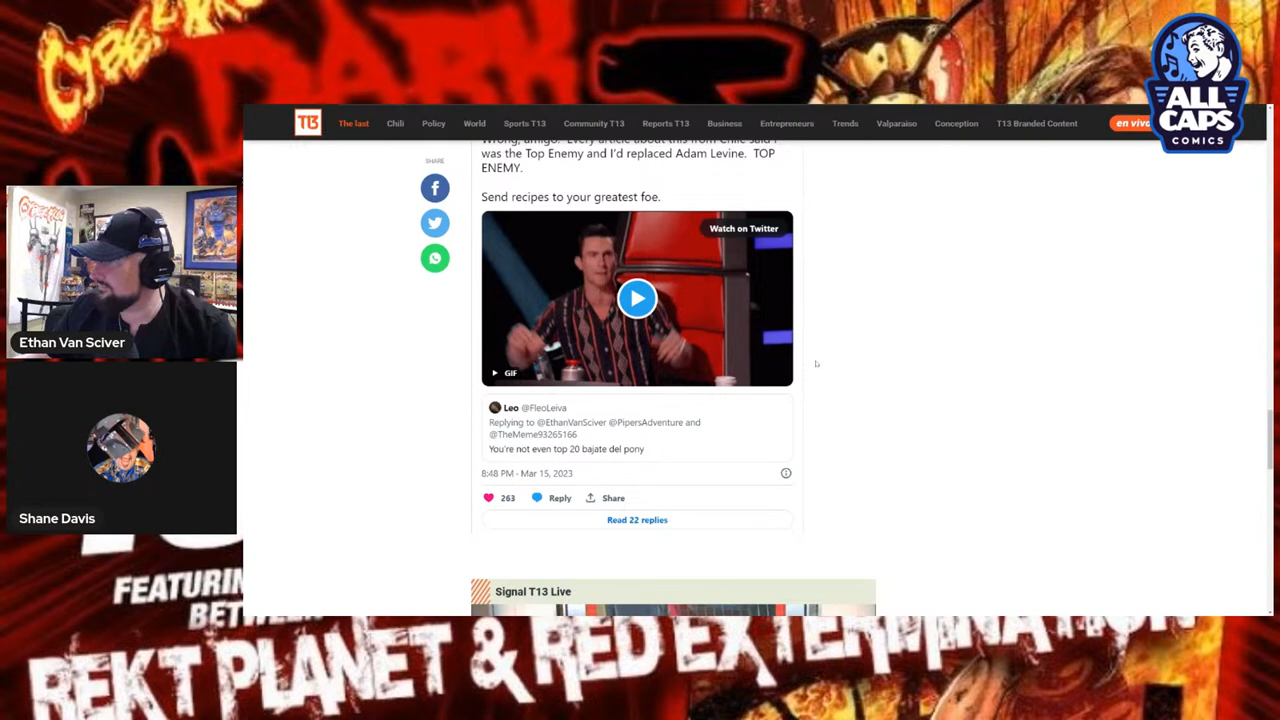 DARK
ALL
CAPS
COMICS
T13 The last Chili Policy World Sports T13 Community T13 Reports T13 Business Entrepreneurs Trends Valparaiso Conception T13 Branded Content en vivo
SHARE
was the Top Enemy and I'd replaced Adam Levine. TOP
ENEMY.
Send recipes to your greatest foe.
Watch on Twitter
GIF
Leo @FleoLeiva
Replying to @EthanVanSciver @PipersAdventure and
@TheMeme93265166
You're not even top 20 bajate del pony
8:48 PM · Mar 15, 2023
263 Reply Share
Read 22 replies
Signal T13 Live
Ethan Van Sciver
Shane Davis
FEATURIN
BETW
REKT PLANET & RED EXTERMINATION